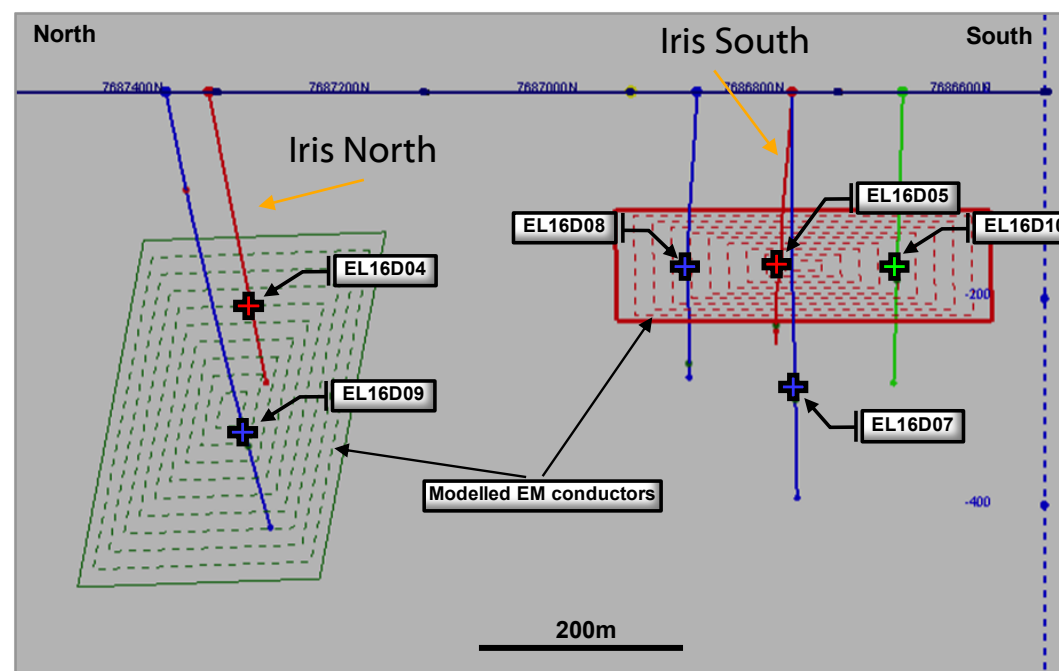 North
South
Iris South
7687400N
7687200N
7687000N
7686800N
7686600N
Iris North
EL16D05
EL16D08
EL16D10
EL16D04
-200
EL16D09
EL16D07
Modelled EM conductors
-400
200m